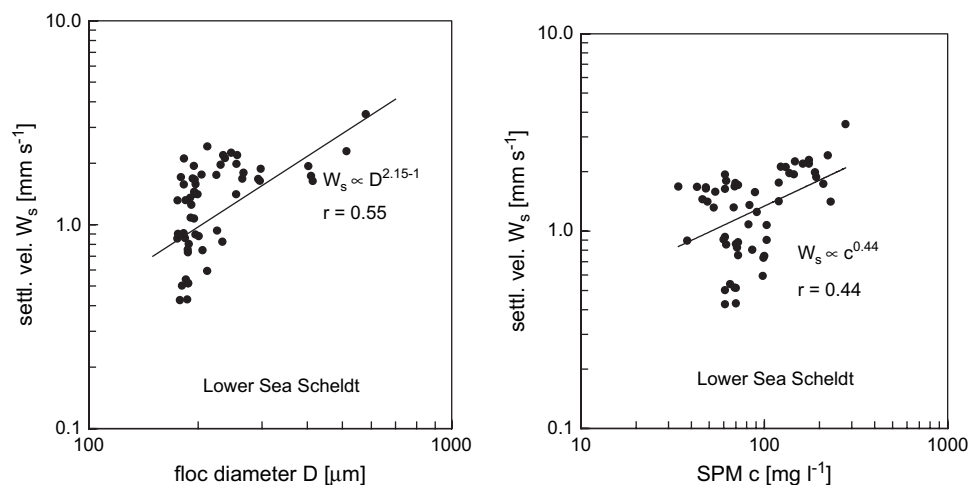 10.0
1.0
0.1
settl. vel. Wₛ [mm s⁻¹]
Wₛ ∝ D²·¹⁵⁻¹
r = 0.55
Lower Sea Scheldt
100
1000
floc diameter D [μm]
10.0
1.0
0.1
settl. vel. Wₛ [mm s⁻¹]
Wₛ ∝ c⁰·⁴⁴
r = 0.44
Lower Sea Scheldt
10
100
1000
SPM c [mg l⁻¹]